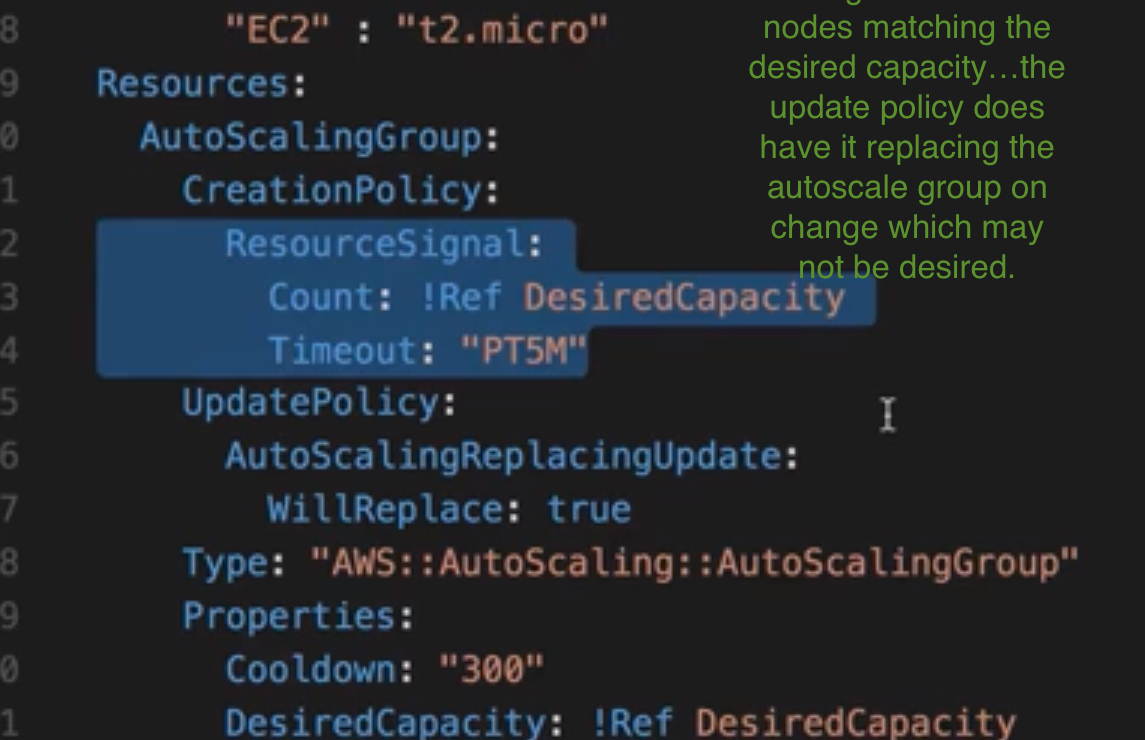 8 "EC2" : "t2.micro"
9 Resources:
0 AutoScalingGroup:
1 CreationPolicy:
2 ResourceSignal:
3 Count: !Ref DesiredCapacity
4 Timeout: "PT5M"
5 UpdatePolicy:
6 AutoScalingReplacingUpdate:
7 WillReplace: true
8 Type: "AWS::AutoScaling::AutoScalingGroup"
9 Properties:
0 Cooldown: "300"
1 DesiredCapacity: !Ref DesiredCapacity
nodes matching the
desired capacity...the
update policy does
have it replacing the
autoscale group on
change which may
not be desired.